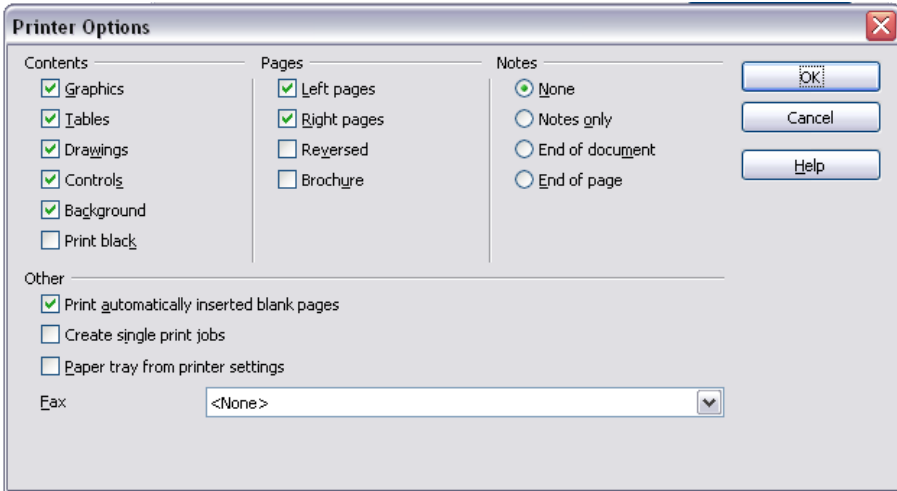 Printer Options
Contents
Graphics
Tables
Drawings
Controls
Background
Print black
Pages
Left pages
Right pages
Reversed
Brochure
Notes
None
Notes only
End of document
End of page
OK
Cancel
Help
Other
Print automatically inserted blank pages
Create single print jobs
Paper tray from printer settings
Fax
<None>